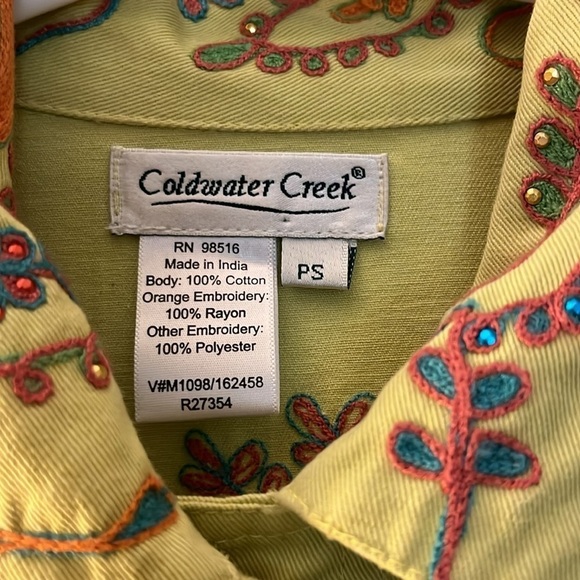 Coldwater Creek®
RN 98516
Made in India
Body: 100% Cotton
Orange Embroidery:
100% Rayon
Other Embroidery:
100% Polyester
V#M1098/162458
R27354
PS